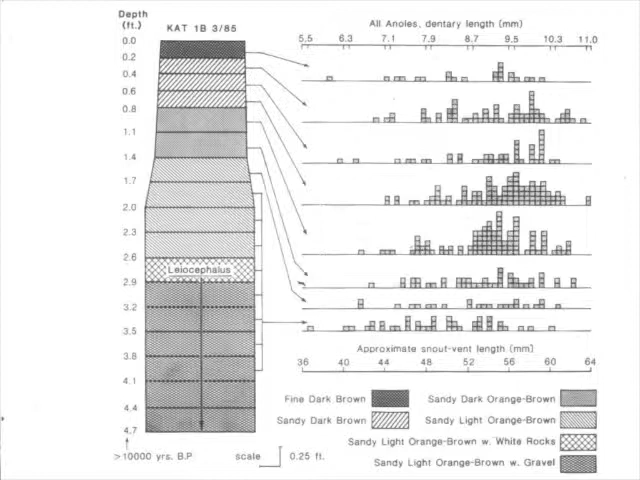 Depth
(ft.)
KAT 1B 3/85
All Anoles, dentary length (mm)
5.5 6.3 7.1 7.9 8.7 9.5 10.3 11.0
0.0
0.2
0.4
0.6
0.8
1.1
1.4
1.7
2.0
2.3
2.6
Leiocephalus
2.9
3.2
3.5
3.8
4.1
4.4
4.7
Approximate snout-vent length (mm)
36 40 44 48 52 56 60 64
Fine Dark Brown
Sandy Dark Orange-Brown
Sandy Dark Brown
Sandy Light Orange-Brown
Sandy Light Orange-Brown w. White Rocks
>10000 yrs. B.P
scale
0.25 ft.
Sandy Light Orange-Brown w. Gravel